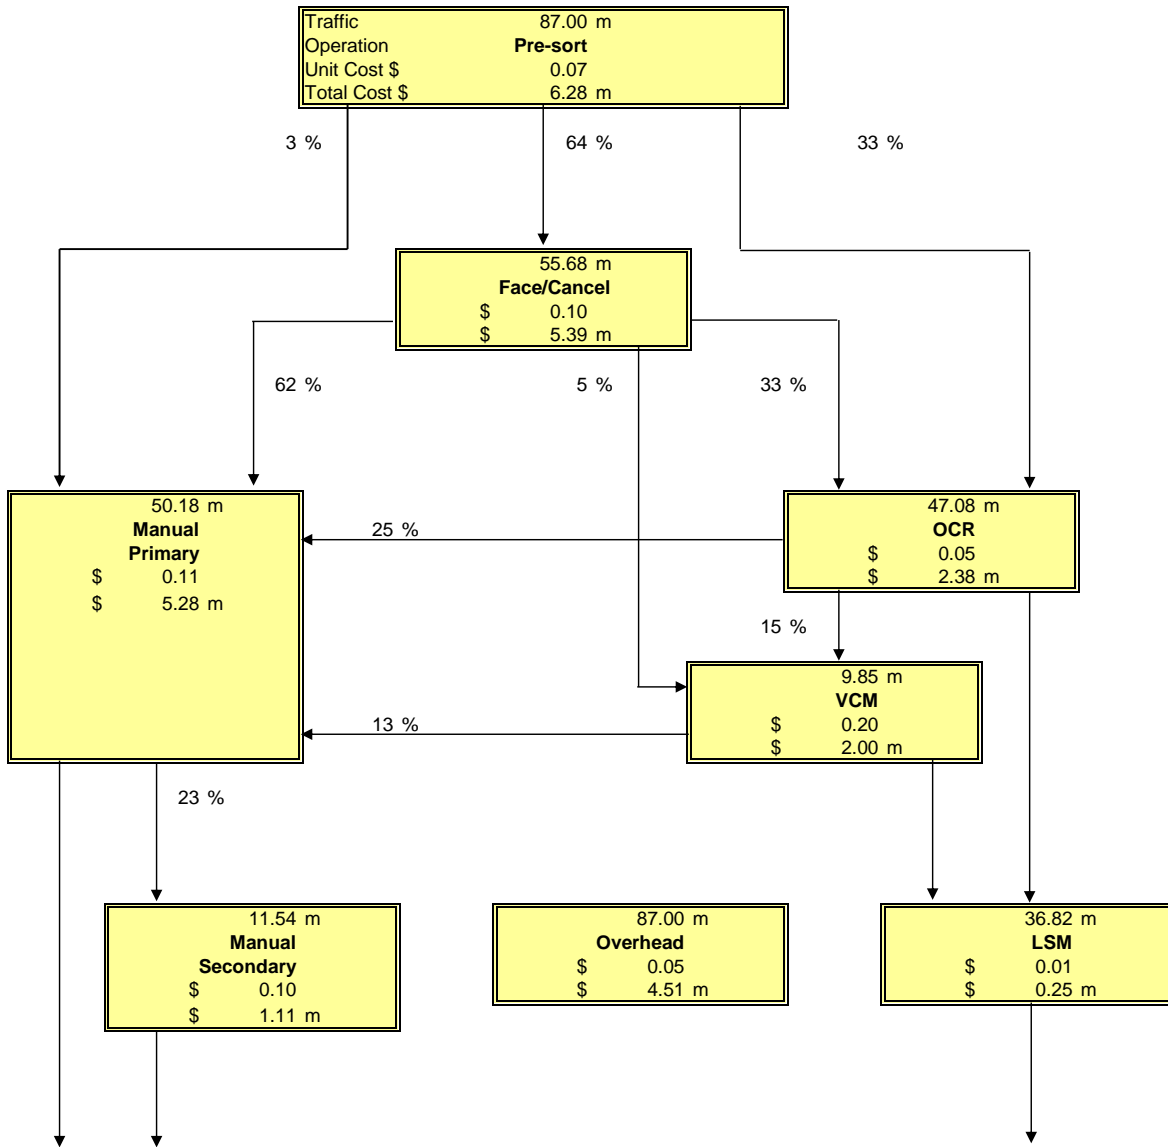 Traffic 87.00 m
Operation Pre-sort
Unit Cost $ 0.07
Total Cost $ 6.28 m
3 % 64 % 33 %
55.68 m
Face/Cancel
$ 0.10
$ 5.39 m
62 % 5 % 33 %
50.18 m
Manual
Primary
$ 0.11
$ 5.28 m
47.08 m
OCR
$ 0.05
$ 2.38 m
25 %
15 %
9.85 m
VCM
$ 0.20
$ 2.00 m
13 %
23 %
11.54 m
Manual
Secondary
$ 0.10
$ 1.11 m
87.00 m
Overhead
$ 0.05
$ 4.51 m
36.82 m
LSM
$ 0.01
$ 0.25 m